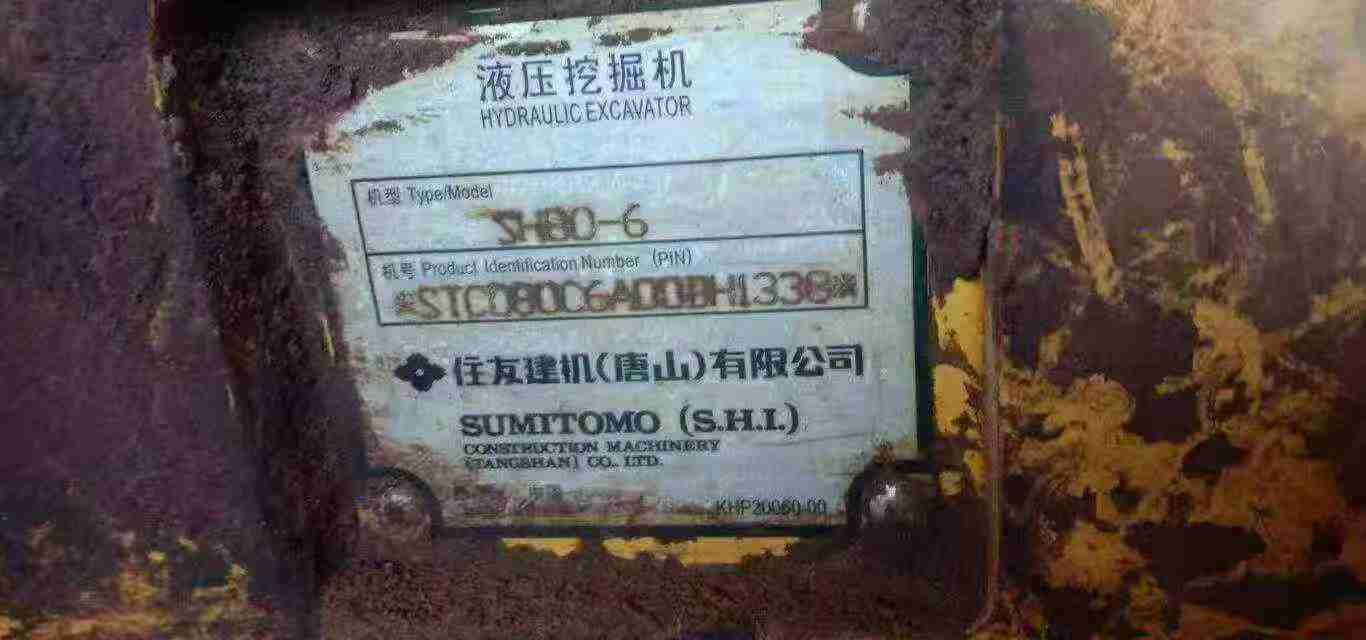 液压挖掘机
HYDRAULIC EXCAVATOR
机型 Type/Model
SH80-6
机号 Product Identification Number (PIN)
*STC080C6A00BH1338*
住友建机(唐山)有限公司
SUMITOMO (S.H.I.)
CONSTRUCTION MACHINERY
(TANGSHAN) CO., LTD.
KHP20060-00